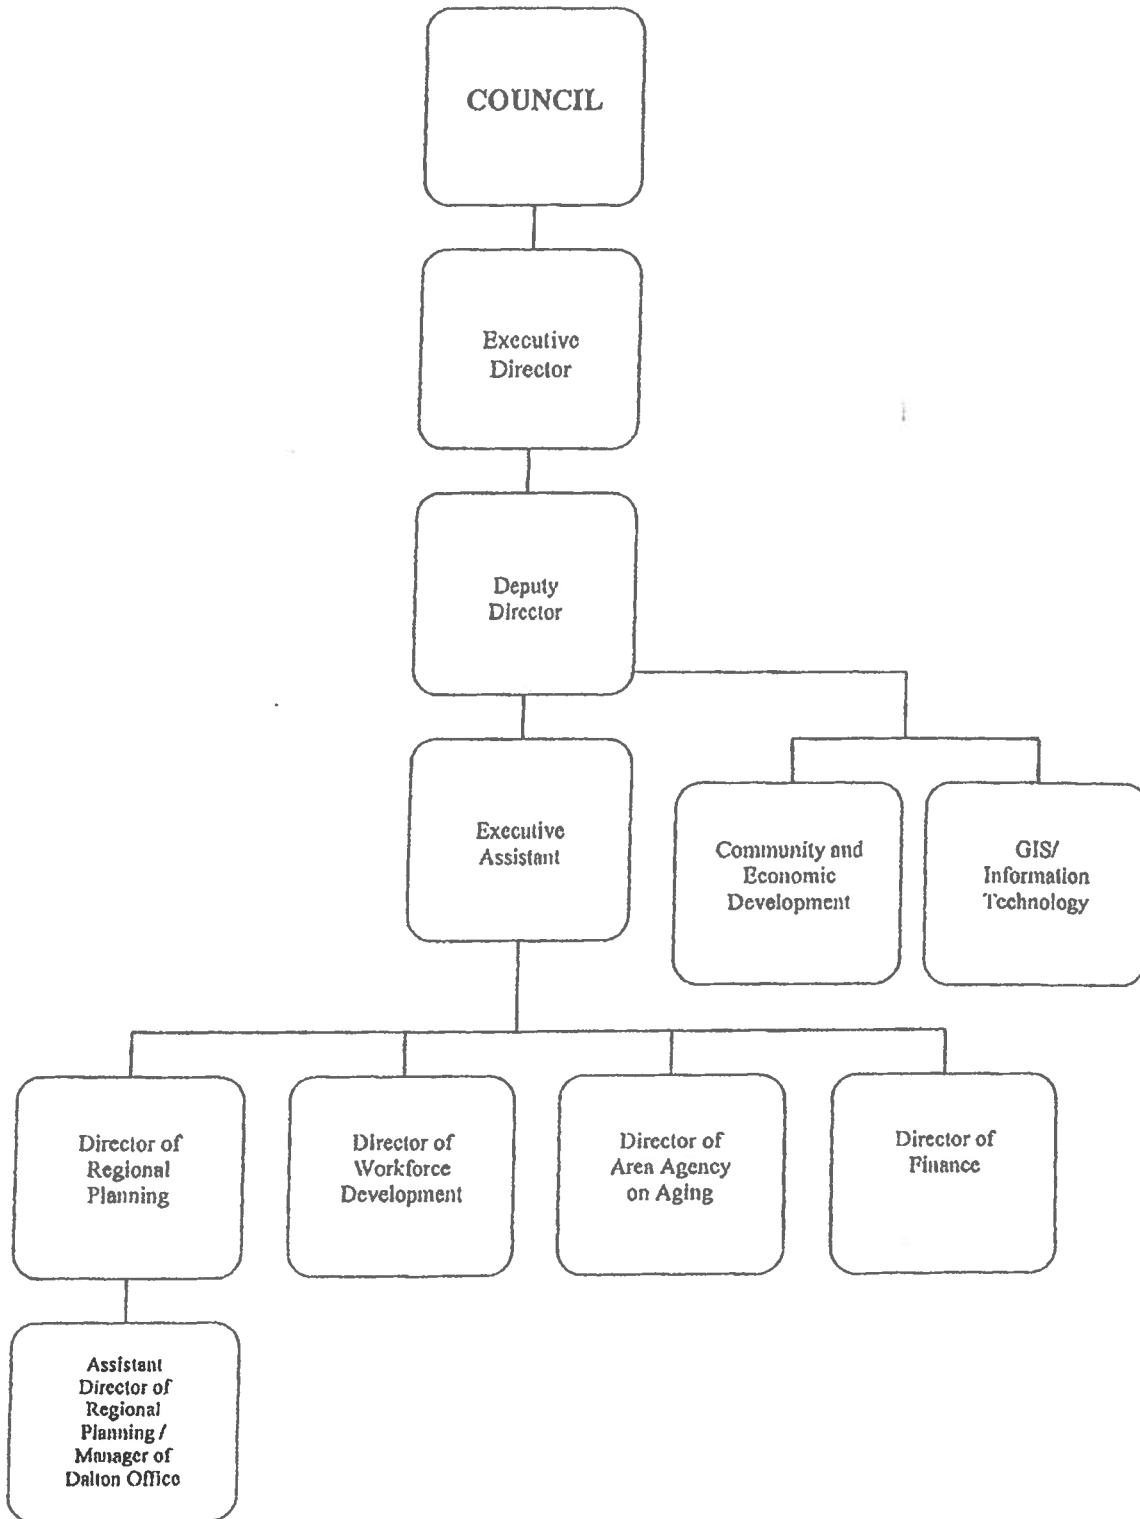 COUNCIL
Executive
Director
Deputy
Director
Executive
Assistant
Community and
Economic
Development
GIS/
Information
Technology
Director of
Regional
Planning
Director of
Workforce
Development
Director of
Area Agency
on Aging
Director of
Finance
Assistant
Director of
Regional
Planning /
Manager of
Dalton Office